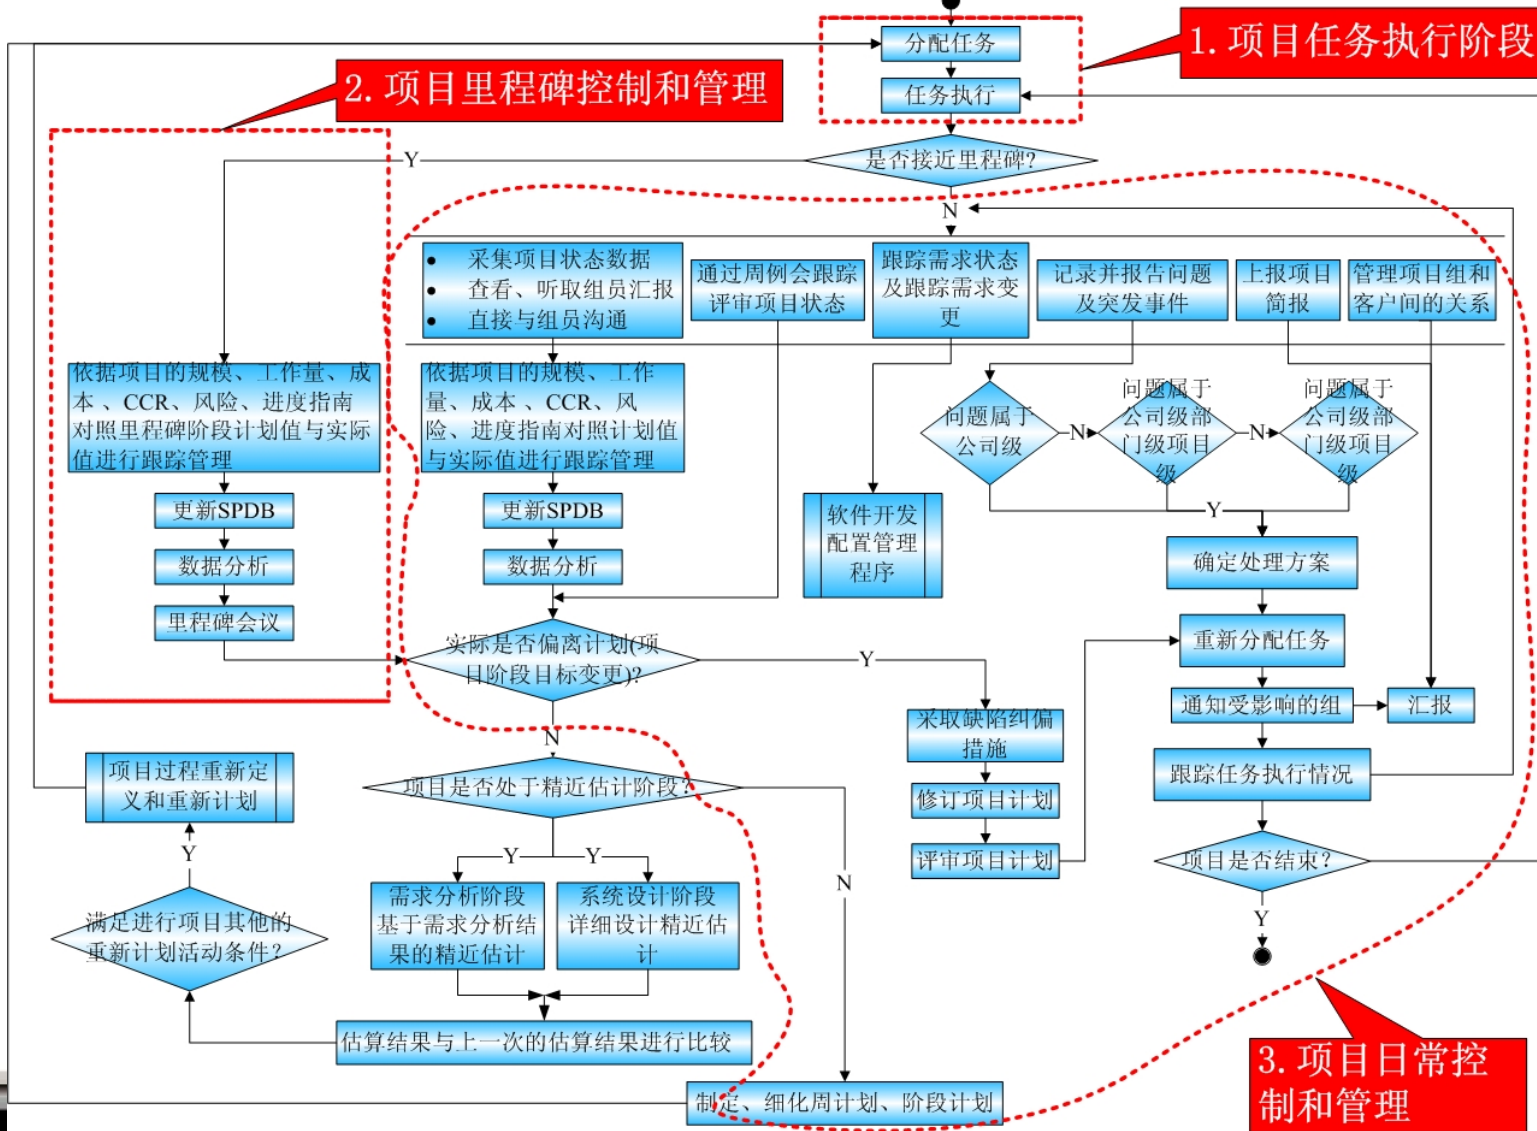 分配任务
1.项目任务执行阶段
2.项目里程碑控制和管理
任务执行
是否接近里程碑?
Y
N
采集项目状态数据
查看、听取组员汇报
直接与组员沟通
通过周例会跟踪
评审项目状态
跟踪需求状态
及跟踪需求变
更
记录并报告问题
及突发事件
上报项目
简报
管理项目组和
客户间的关系
依据项目的规模、工作量、成
本、CCR、风险、进度指南
对照里程碑阶段计划值与实际
值进行跟踪管理
依据项目的规模、工作
量、成本、CCR、风
险、进度指南对照计划值
与实际值进行跟踪管理
问题属于
公司级
N
问题属于
公司级部
门级项目
级
N
问题属于
公司级部
门级项目
级
更新SPDB
更新SPDB
软件开发
配置管理
程序
Y
数据分析
数据分析
确定处理方案
里程碑会议
实际是否偏离计划(项
目阶段目标变更)?
Y
重新分配任务
通知受影响的组
汇报
采取缺陷纠偏
措施
N
项目过程重新定
义和重新计划
项目是否处于精近估计阶段?
跟踪任务执行情况
修订项目计划
Y
Y
Y
评审项目计划
项目是否结束?
N
满足进行项目其他的
重新计划活动条件?
需求分析阶段
基于需求分析结
果的精近估计
系统设计阶段
详细设计精近估
计
Y
估算结果与上一次的估算结果进行比较
3.项目日常控
制和管理
制定、细化周计划、阶段计划